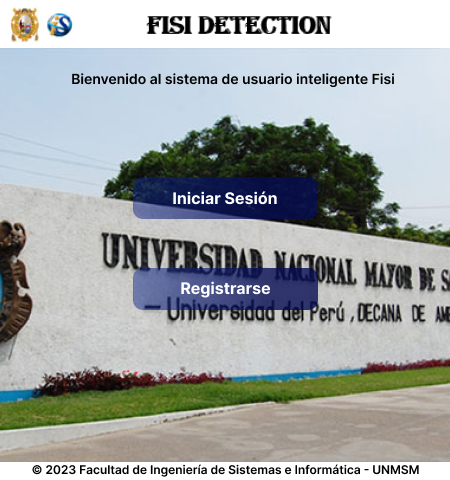 FISI DETECTION
Bienvenido al sistema de usuario inteligente Fisi
Iniciar Sesión
UNIVERSIDAD NACIONAL MAYOR DE
Registrarse
– Universidad del Perú , DECANA DE
© 2023 Facultad de Ingeniería de Sistemas e Informática - UNMSM